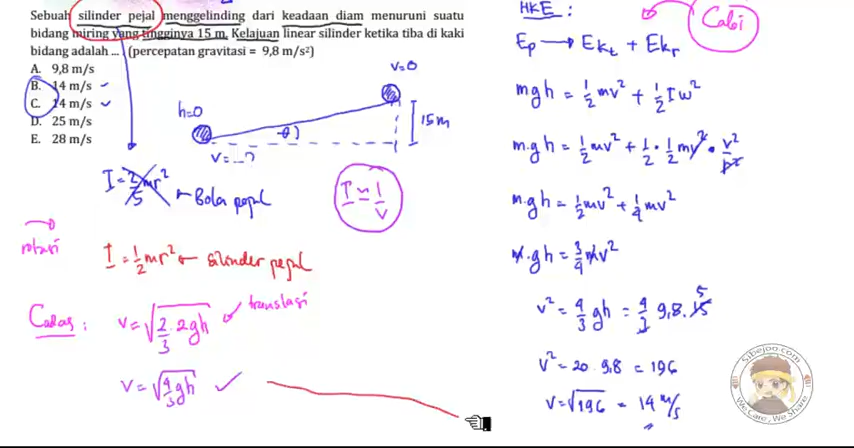 Sebuah silinder pejal menggelinding dari keadaan diam menuruni suatu
bidang miring yang tingginya 15 m. Kelajuan linear silinder ketika tiba di kaki
bidang adalah ... (percepatan gravitasi = 9,8 m/s²)
A. 9,8 m/s
B. 14 m/s
C. 24 m/s
D. 25 m/s
E. 28 m/s
v=0
h=0
θ
15m
v=...?
I=2/5 mr² ← Bola pejal
I≈1/v
rotasi
I=1/2 mr² ← silinder pejal
Cadas: v=√(2/3 . 2gh) translasi
v=√(4/3 gh)
HKE:
Cabi
Ep → Ekt + Ekr
mgh = 1/2 mv² + 1/2 Iω²
m.gh = 1/2 mv² + 1/2 . 1/2 mr² . v²/r²
m.gh = 1/2 mv² + 1/4 mv²
m.gh = 3/4 mv²
v² = 4/3 gh = 4/3 9,8.15 5
v² = 20 . 9,8 = 196
v = √196 = 14 m/s
Sibejoo.com
We Care, We Share